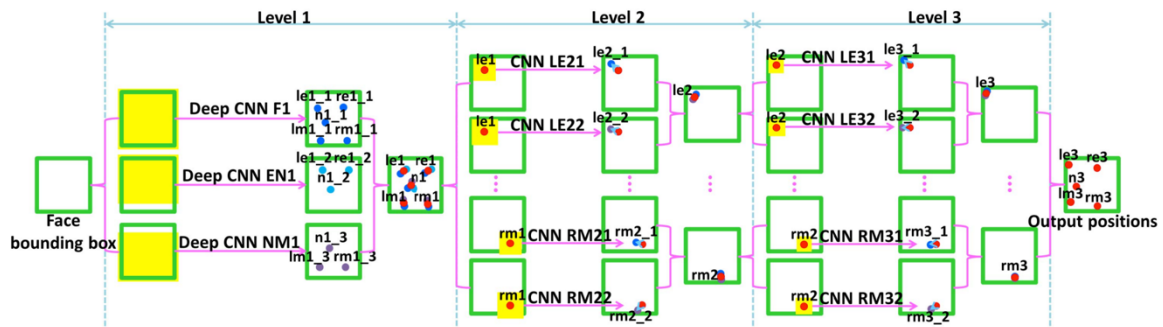 Level 1
Level 2
Level 3
Face
bounding box
Deep CNN F1
le1_1 re1_1
n1_1
lm1_1 rm1_1
Deep CNN EN1
le1_2 re1_2
n1_2
Deep CNN NM1
n1_3
lm1_3 rm1_3
le1 re1
n1
lm1 rm1
le1
CNN LE21
le2_1
le1
CNN LE22
le2_2
le2
rm1
CNN RM21
rm2_1
rm1
CNN RM22
rm2_2
rm2
le2
CNN LE31
le3_1
le2
CNN LE32
le3_2
le3
rm2
CNN RM31
rm3_1
rm2
CNN RM32
rm3_2
rm3
le3 re3
n3
lm3 rm3
Output positions